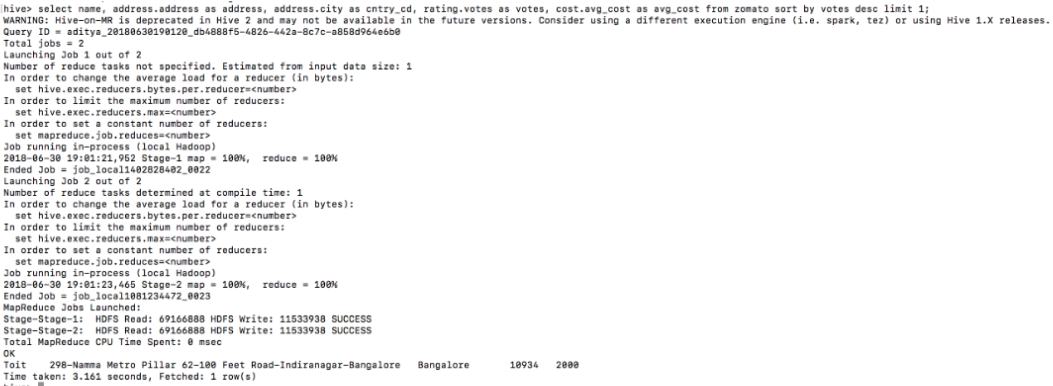 hive> select name, address.address as address, address.city as cntry_cd, rating.votes as votes, cost.avg_cost as avg_cost from zomato sort by votes desc limit 1;
WARNING: Hive-on-MR is deprecated in Hive 2 and may not be available in the future versions. Consider using a different execution engine (i.e. spark, tez) or using Hive 1.X releases.
Query ID = aditya_20180630190120_db4888f5-4826-442a-8c7c-a858d964e6b0
Total jobs = 2
Launching Job 1 out of 2
Number of reduce tasks not specified. Estimated from input data size: 1
In order to change the average load for a reducer (in bytes):
  set hive.exec.reducers.bytes.per.reducer=<number>
In order to limit the maximum number of reducers:
  set hive.exec.reducers.max=<number>
In order to set a constant number of reducers:
  set mapreduce.job.reduces=<number>
Job running in-process (local Hadoop)
2018-06-30 19:01:21,952 Stage-1 map = 100%,  reduce = 100%
Ended Job = job_local1402828402_0022
Launching Job 2 out of 2
Number of reduce tasks determined at compile time: 1
In order to change the average load for a reducer (in bytes):
  set hive.exec.reducers.bytes.per.reducer=<number>
In order to limit the maximum number of reducers:
  set hive.exec.reducers.max=<number>
In order to set a constant number of reducers:
  set mapreduce.job.reduces=<number>
Job running in-process (local Hadoop)
2018-06-30 19:01:23,465 Stage-2 map = 100%,  reduce = 100%
Ended Job = job_local1081234472_0023
MapReduce Jobs Launched:
Stage-Stage-1:  HDFS Read: 69166888 HDFS Write: 11533938 SUCCESS
Stage-Stage-2:  HDFS Read: 69166888 HDFS Write: 11533938 SUCCESS
Total MapReduce CPU Time Spent: 0 msec
OK
Toit    298-Namma Metro Pillar 62-100 Feet Road-Indiranagar-Bangalore   Bangalore       10934   2000
Time taken: 3.161 seconds, Fetched: 1 row(s)